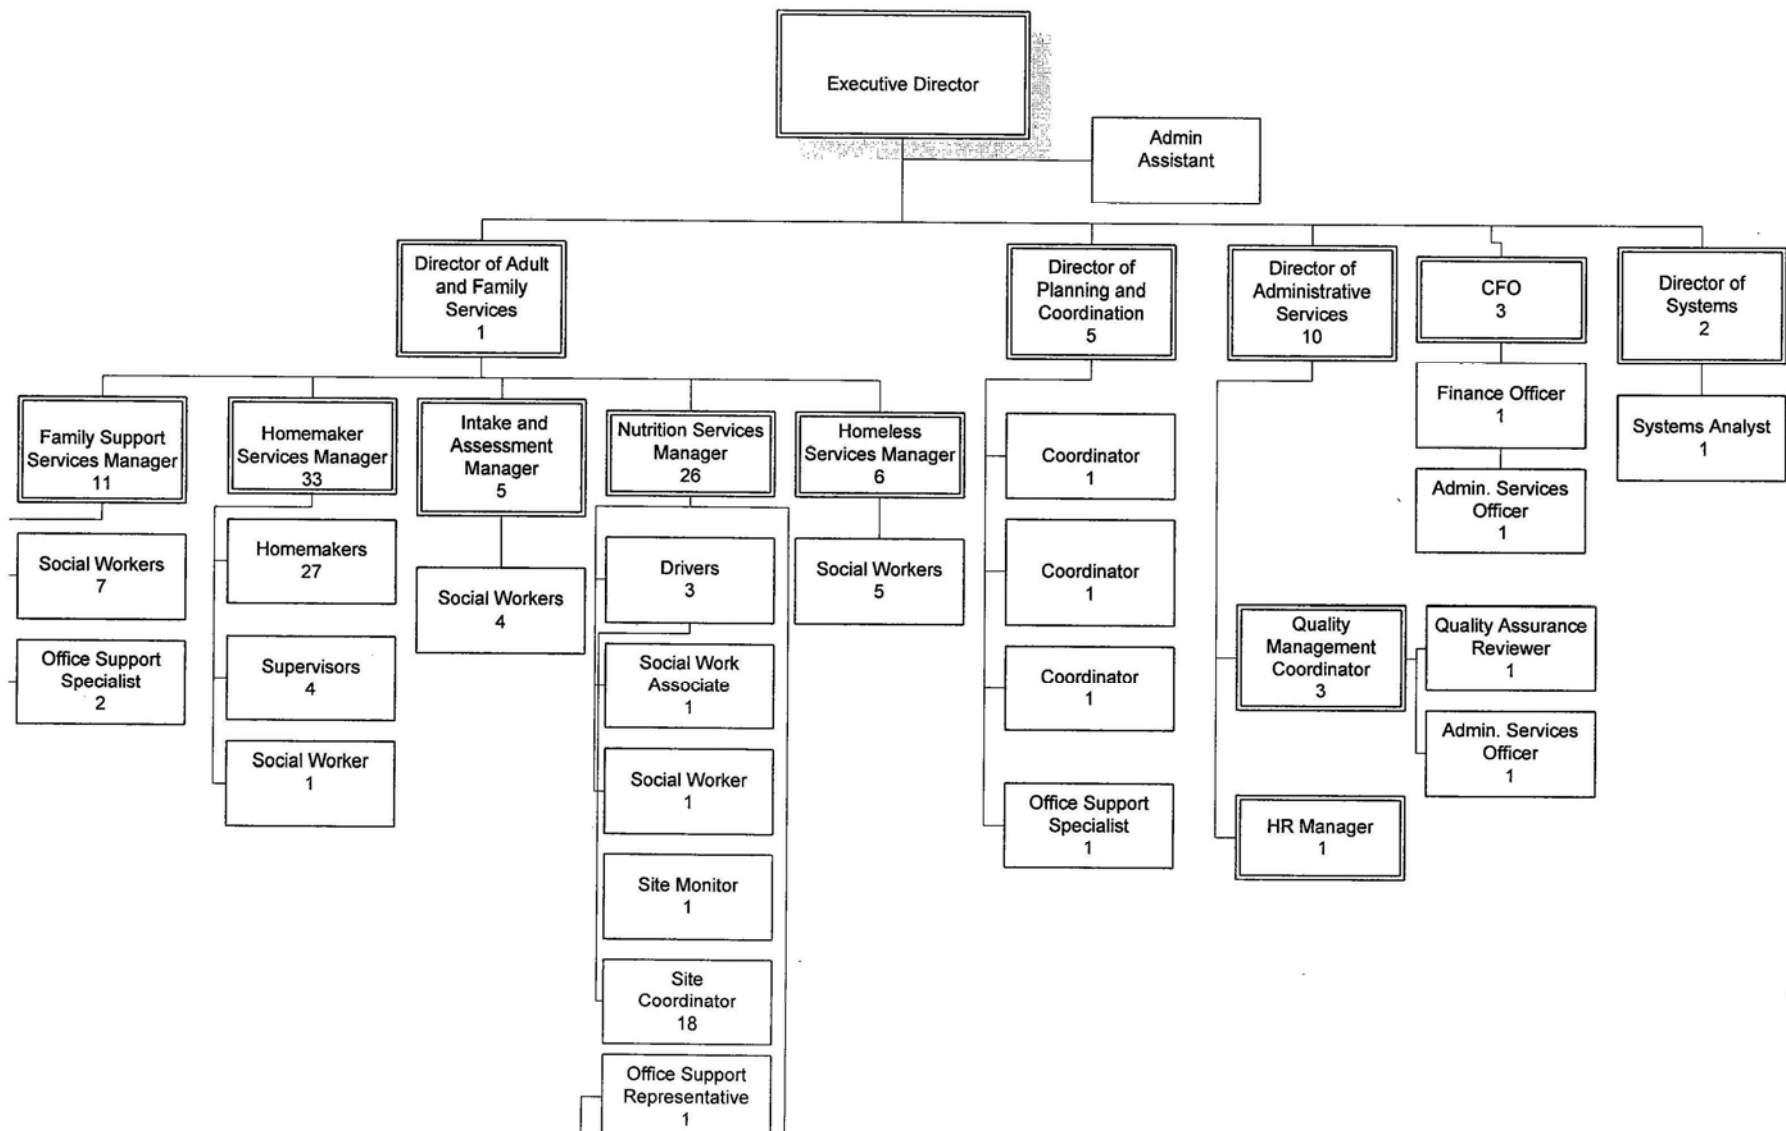 Executive Director
Admin
Assistant
Director of Adult
and Family
Services
1
Director of
Planning and
Coordination
5
Director of
Administrative
Services
10
CFO
3
Director of
Systems
2
Family Support
Services Manager
11
Homemaker
Services Manager
33
Intake and
Assessment
Manager
5
Nutrition Services
Manager
26
Homeless
Services Manager
6
Finance Officer
1
Systems Analyst
1
Admin. Services
Officer
1
Social Workers
7
Office Support
Specialist
2
Homemakers
27
Supervisors
4
Social Worker
1
Social Workers
4
Drivers
3
Social Work
Associate
1
Social Worker
1
Site Monitor
1
Site
Coordinator
18
Office Support
Representative
1
Social Workers
5
Coordinator
1
Coordinator
1
Coordinator
1
Office Support
Specialist
1
Quality
Management
Coordinator
3
Quality Assurance
Reviewer
1
Admin. Services
Officer
1
HR Manager
1